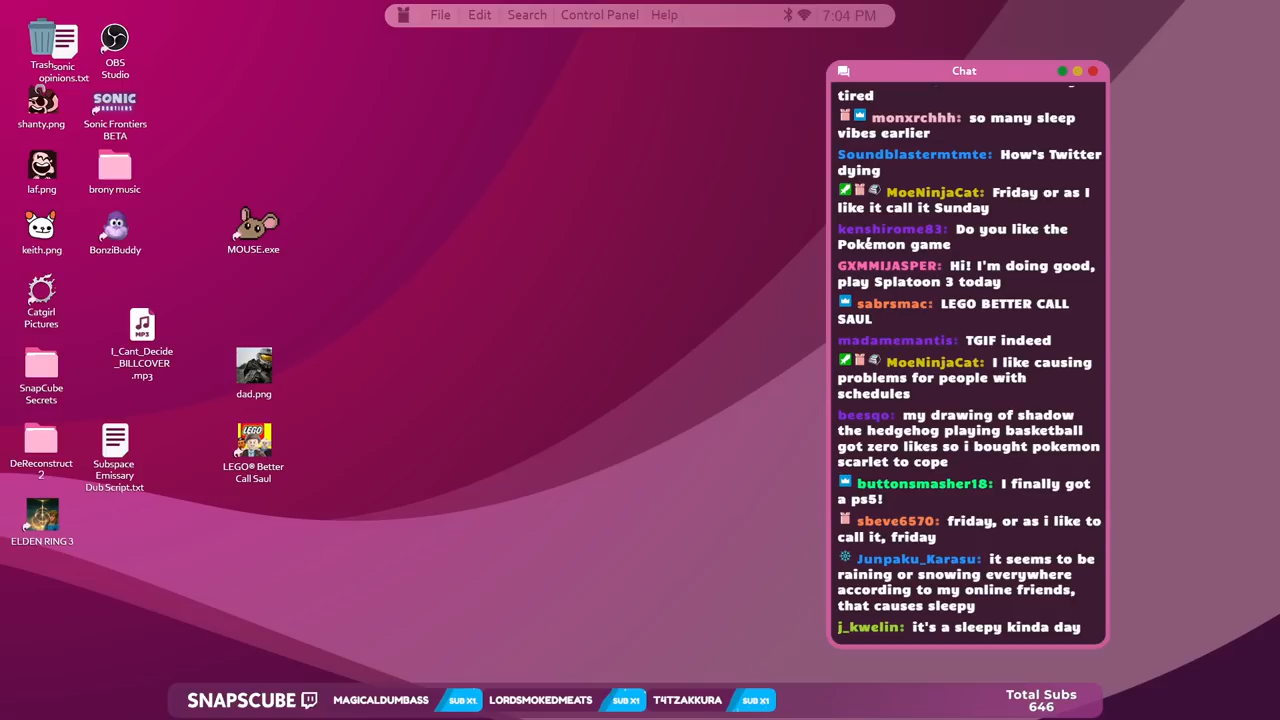 File Edit Search Control Panel Help
7:04 PM
Trash
sonic
opinions.txt
OBS
Studio
shanty.png
SONIC
FRONTIERS
Sonic Frontiers
BETA
laf.png
brony music
keith.png
BonziBuddy
MOUSE.exe
Catgirl
Pictures
MP3
I_Cant_Decide
_BILLCOVER
.mp3
dad.png
SnapCube
Secrets
DeReconstruct
2
Subspace
Emissary
Dub Script.txt
LEGO
LEGO® Better
Call Saul
ELDEN RING 3
Chat
tired
monxrchhh: so many sleep
vibes earlier
Soundblastermtmte: How's Twitter
dying
MoeNinjaCat: Friday or as I
like it call it Sunday
kenshirome83: Do you like the
Pokémon game
GXMMIJASPER: Hi! I'm doing good,
play Splatoon 3 today
sabrsmac: LEGO BETTER CALL
SAUL
madamemantis: TGIF indeed
MoeNinjaCat: I like causing
problems for people with
schedules
beesqo: my drawing of shadow
the hedgehog playing basketball
got zero likes so i bought pokemon
scarlet to cope
buttonsmasher18: I finally got
a ps5!
sbeve6570: friday, or as i like to
call it, friday
Junpaku_Karasu: it seems to be
raining or snowing everywhere
according to my online friends,
that causes sleepy
j_kwelin: it's a sleepy kinda day
SNAPSCUBE MAGICALDUMBASS SUB X1 LORDSMOKEDMEATS SUB X1 T4TZAKKURA SUB X1
Total Subs
646